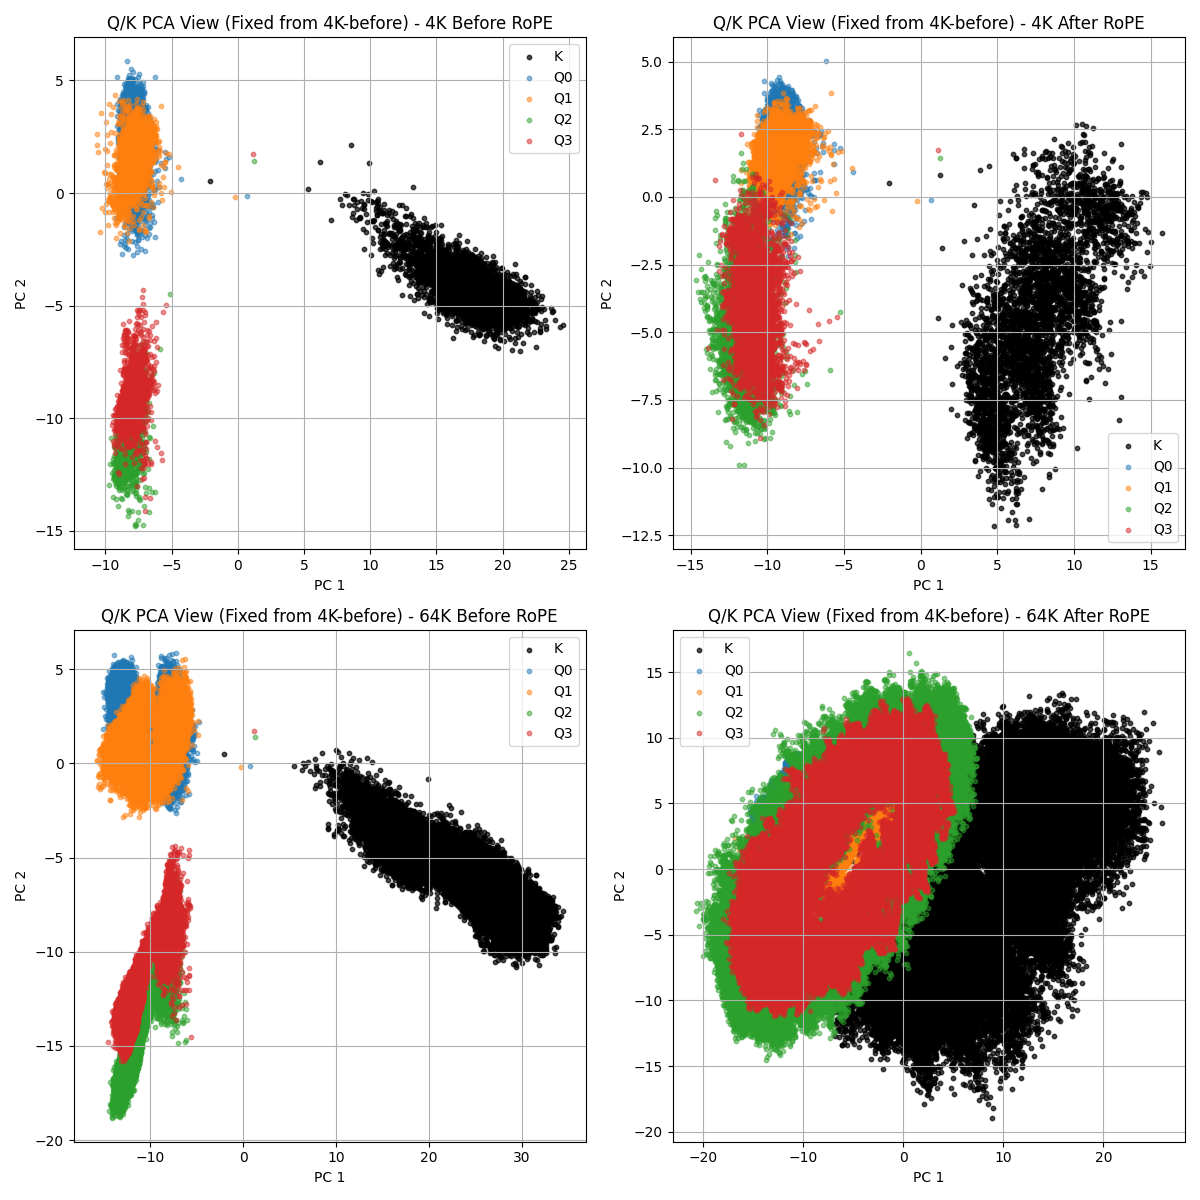 Q/K PCA View (Fixed from 4K-before) - 4K Before RoPE
K
Q0
Q1
Q2
Q3
5
0
−5
−10
−15
PC 2
−10
−5
0
5
10
15
20
25
PC 1
Q/K PCA View (Fixed from 4K-before) - 4K After RoPE
5.0
2.5
0.0
−2.5
−5.0
−7.5
−10.0
−12.5
PC 2
K
Q0
Q1
Q2
Q3
−15
−10
−5
0
5
10
15
PC 1
Q/K PCA View (Fixed from 4K-before) - 64K Before RoPE
K
Q0
Q1
Q2
Q3
5
0
−5
−10
−15
−20
PC 2
−10
0
10
20
30
PC 1
Q/K PCA View (Fixed from 4K-before) - 64K After RoPE
K
Q0
Q1
Q2
Q3
15
10
5
0
−5
−10
−15
−20
PC 2
−20
−10
0
10
20
PC 1